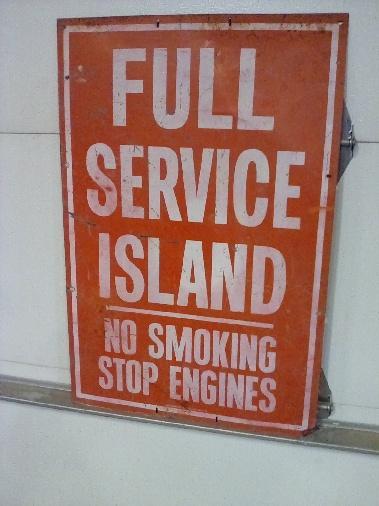 FULL
SERVICE
ISLAND
NO SMOKING
STOP ENGINES